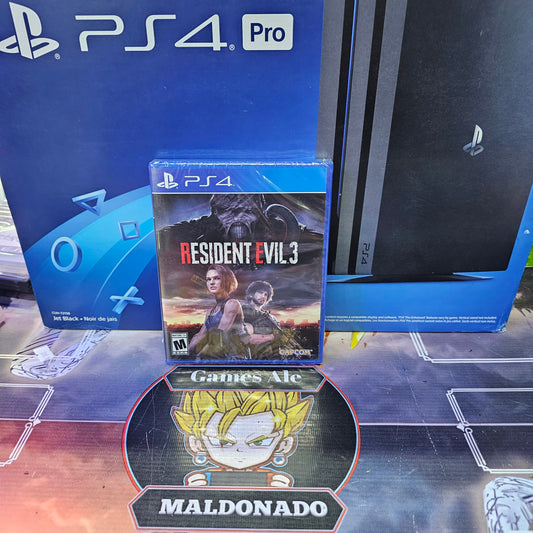 PS4 Pro
PS4
RESIDENT EVIL 3
M
CAPCOM
PS4
Jet Black • Noir de jais
Games Ale
MALDONADO